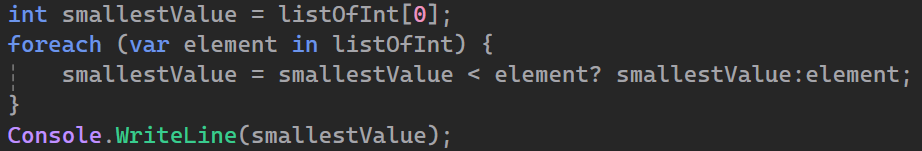 int smallestValue = listOfInt[0];
foreach (var element in listOfInt) {
    smallestValue = smallestValue < element? smallestValue:element;
}
Console.WriteLine(smallestValue);